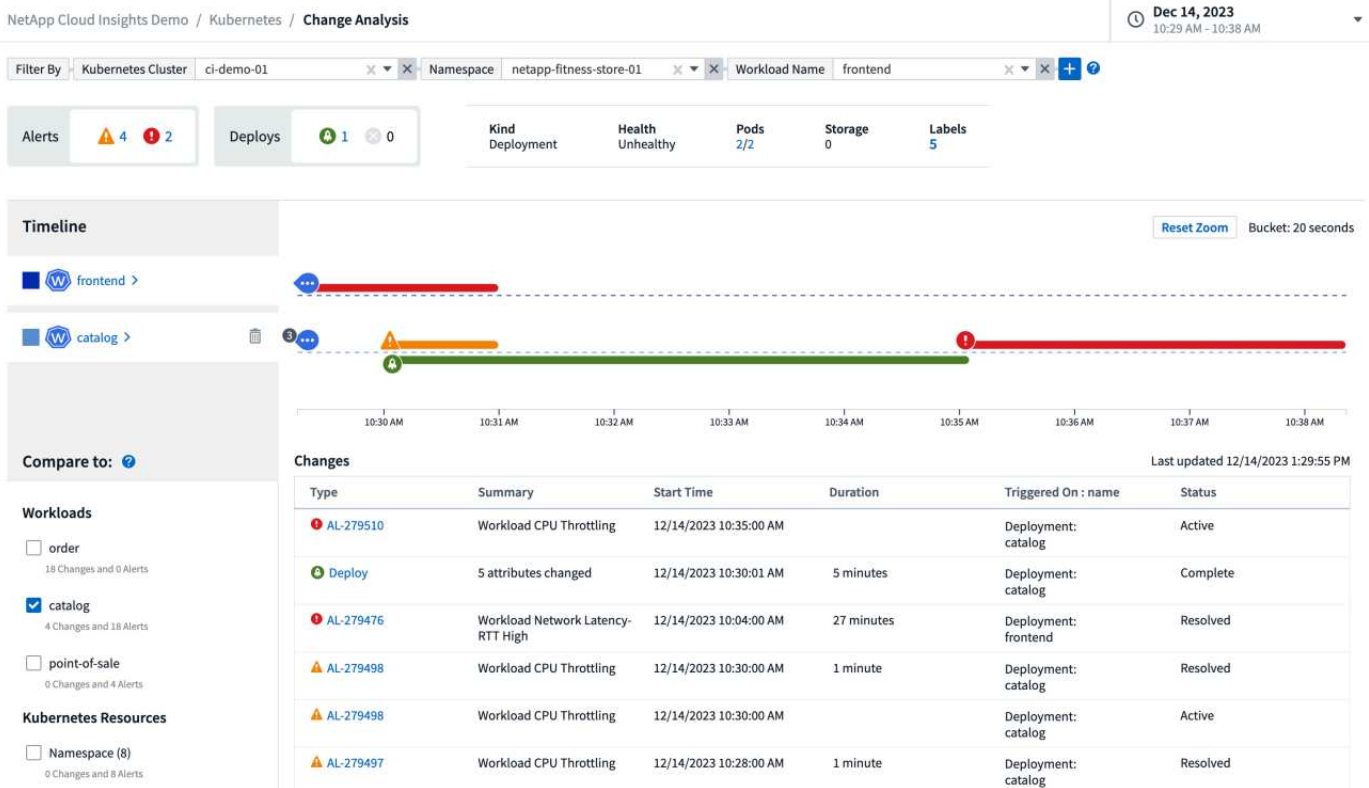 NetApp Cloud Insights Demo / Kubernetes / Change Analysis
Dec 14, 2023
10:29 AM - 10:38 AM
Filter By Kubernetes Cluster ci-demo-01 Namespace netapp-fitness-store-01 Workload Name frontend
Alerts 4 2 Deploys 1 0
Kind Health Pods Storage Labels
Deployment Unhealthy 2/2 0 5
Timeline
Reset Zoom Bucket: 20 seconds
W frontend >
W catalog > 3
10:30 AM 10:31 AM 10:32 AM 10:33 AM 10:34 AM 10:35 AM 10:36 AM 10:37 AM 10:38 AM
Compare to: ?
Workloads
order
18 Changes and 0 Alerts
catalog
4 Changes and 18 Alerts
point-of-sale
0 Changes and 4 Alerts
Kubernetes Resources
Namespace (8)
0 Changes and 8 Alerts
Changes Last updated 12/14/2023 1:29:55 PM
Type Summary Start Time Duration Triggered On : name Status
AL-279510 Workload CPU Throttling 12/14/2023 10:35:00 AM Deployment: Active
catalog
Deploy 5 attributes changed 12/14/2023 10:30:01 AM 5 minutes Deployment: Complete
catalog
AL-279476 Workload Network Latency- 12/14/2023 10:04:00 AM 27 minutes Deployment: Resolved
RTT High frontend
AL-279498 Workload CPU Throttling 12/14/2023 10:30:00 AM 1 minute Deployment: Resolved
catalog
AL-279498 Workload CPU Throttling 12/14/2023 10:30:00 AM Deployment: Active
catalog
AL-279497 Workload CPU Throttling 12/14/2023 10:28:00 AM 1 minute Deployment: Resolved
catalog